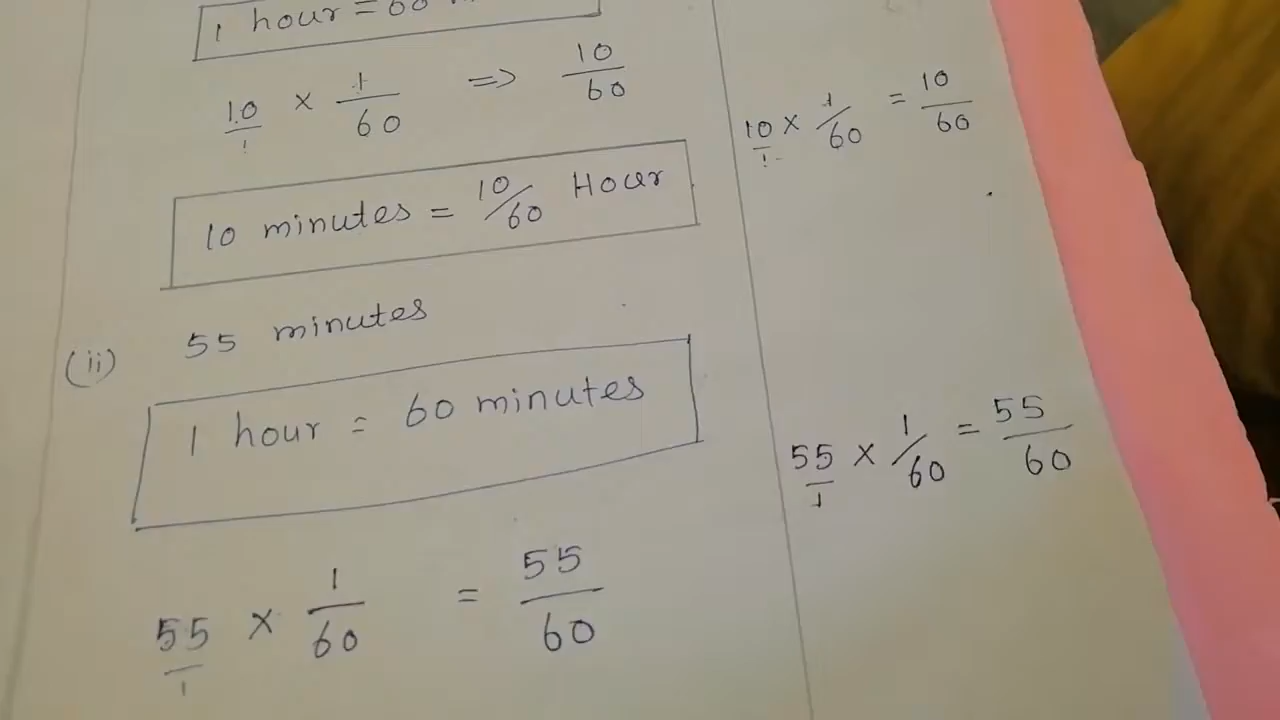 1 hour = 60
10/1 × 1/60 => 10/60
10 × 1/60 = 10/60
1
10 minutes = 10/60 Hour
(ii) 55 minutes
1 hour = 60 minutes
55/1 × 1/60 = 55/60
55/1 × 1/60 = 55/60